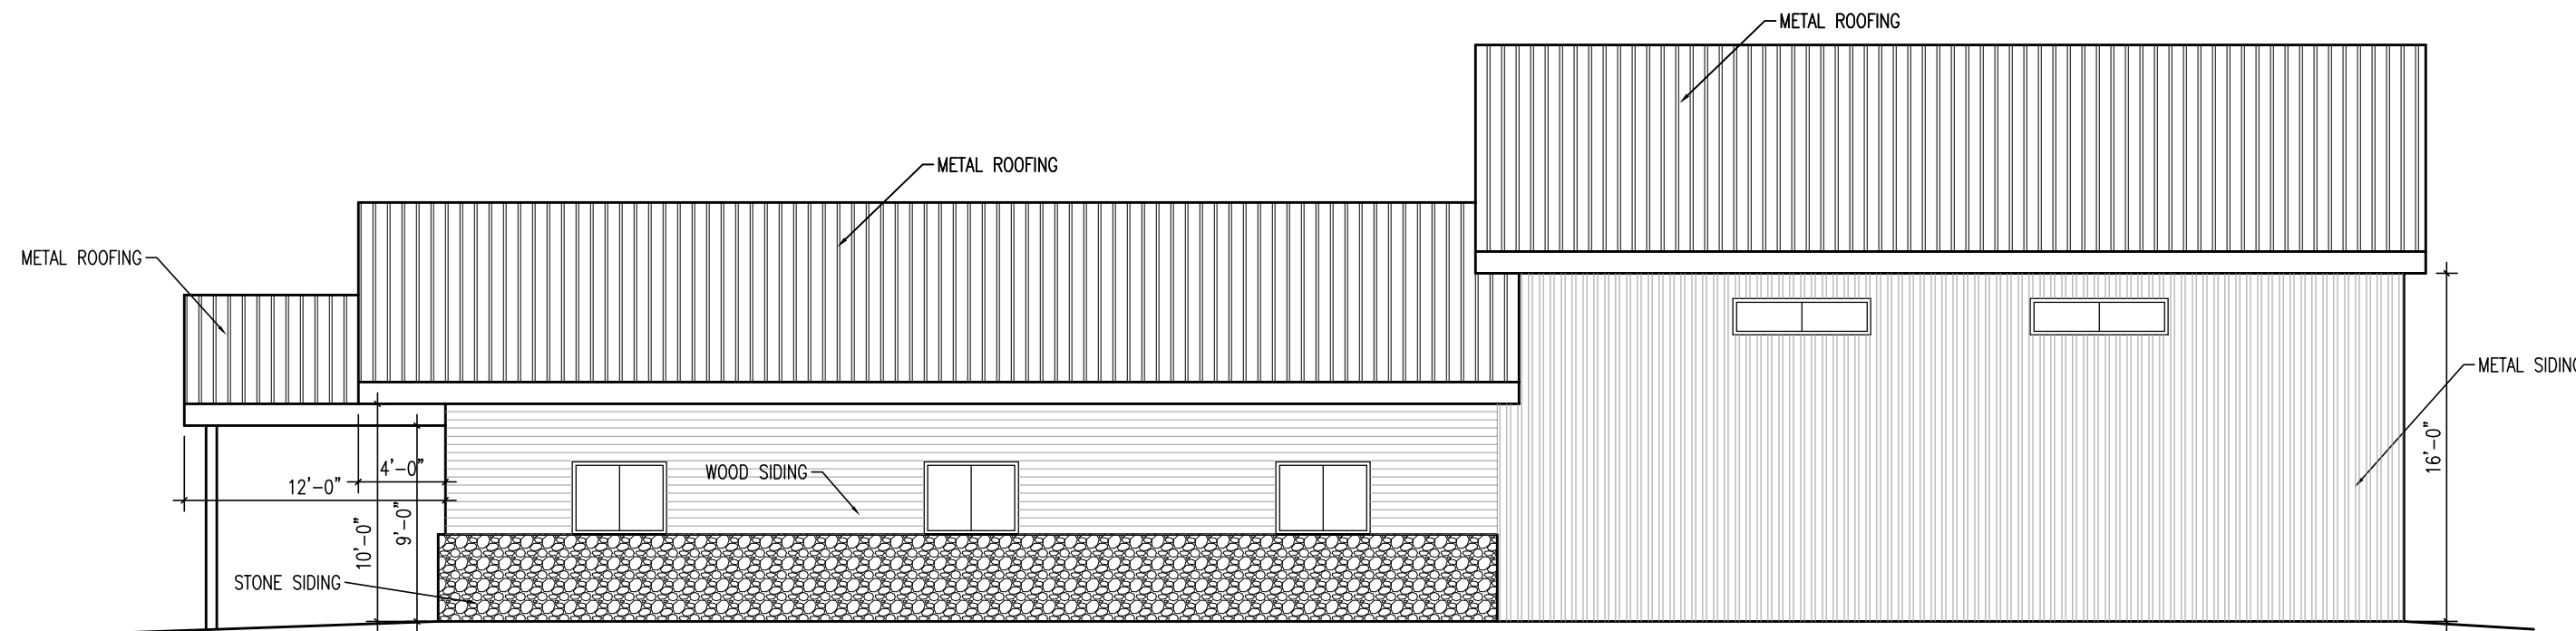 METAL ROOFING
METAL ROOFING
METAL ROOFING
METAL SIDING
4'-0"
WOOD SIDING
12'-0"
16'-0"
10'-0"
9'-0"
STONE SIDING